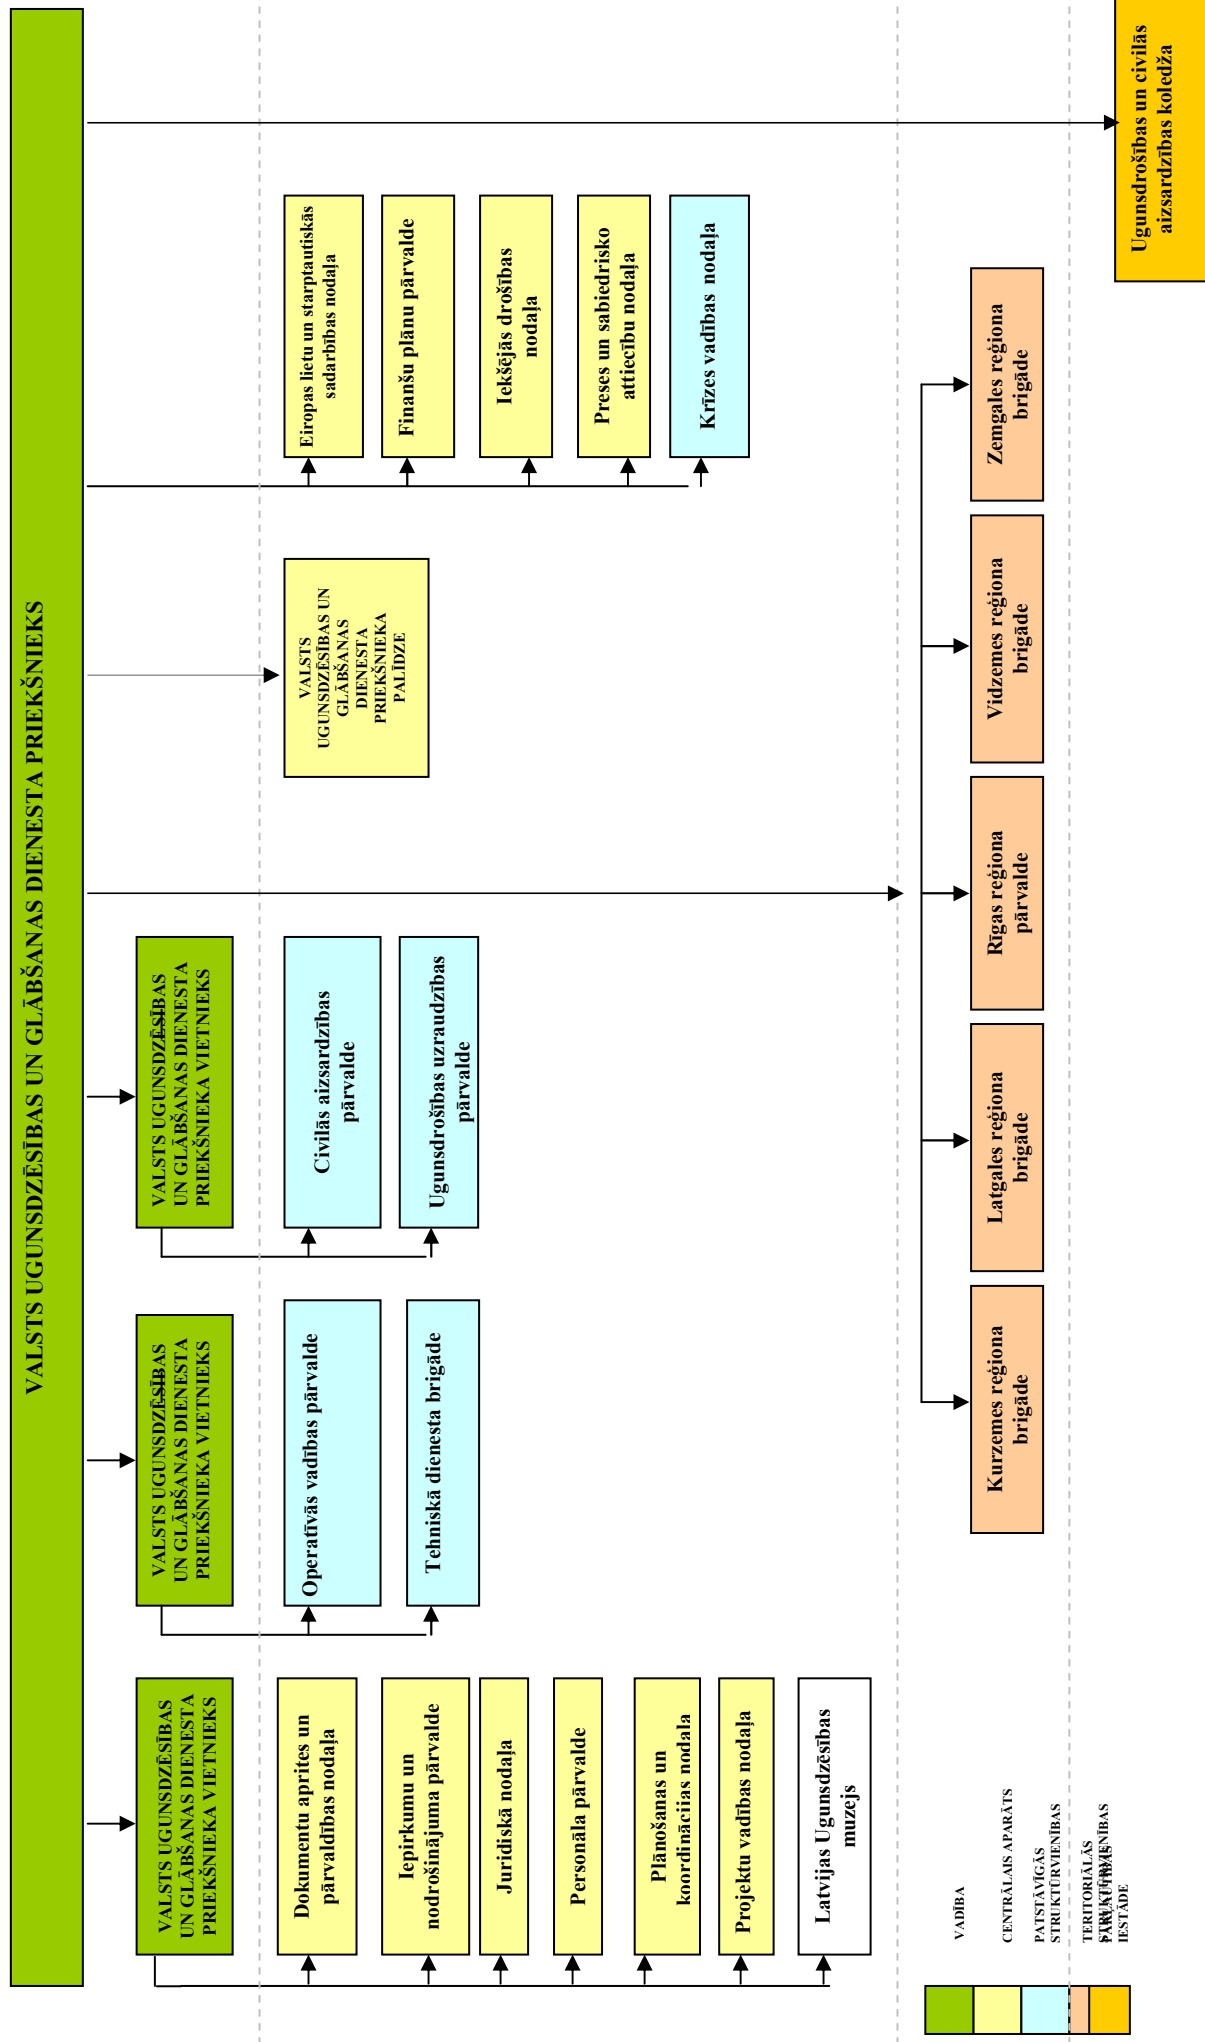 VALSTS UGUNSDZĒSĪBAS UN GLĀBŠANAS DIENESTA PRIEKŠNIEKS
VALSTS UGUNSDZĒSĪBAS
UN GLĀBŠANAS DIENESTA
PRIEKŠNIEKA VIETNIEKS
VALSTS UGUNSDZĒSĪBAS
UN GLĀBŠANAS DIENESTA
PRIEKŠNIEKA VIETNIEKS
VALSTS UGUNSDZĒSĪBAS
UN GLĀBŠANAS DIENESTA
PRIEKŠNIEKA VIETNIEKS
Dokumentu aprites un
pārvaldības nodaļa
Iepirkumu un
nodrošinājuma pārvalde
Juridiskā nodaļa
Personāla pārvalde
Plānošanas un
koordinācijas nodaļa
Projektu vadības nodaļa
Latvijas Ugunsdzēsības
muzejs
Operatīvās vadības pārvalde
Tehniskā dienesta brigāde
Civilās aizsardzības
pārvalde
Ugunsdrošības uzraudzības
pārvalde
VALSTS
UGUNSDZĒSĪBAS UN
GLĀBŠANAS
DIENESTA
PRIEKŠNIEKA
PALĪDZE
Eiropas lietu un starptautiskās
sadarbības nodaļa
Finanšu plānu pārvalde
Iekšējās drošības
nodaļa
Preses un sabiedrisko
attiecību nodaļa
Krīzes vadības nodaļa
Kurzemes reģiona
brigāde
Latgales reģiona
brigāde
Rīgas reģiona
pārvalde
Vidzemes reģiona
brigāde
Zemgales reģiona
brigāde
Ugunsdrošības un civilās
aizsardzības koledža
VADĪBA
CENTRĀLAIS APARĀTS
PATSTĀVĪGĀS
STRUKTŪRVIENĪBAS
TERITORIĀLĀS
STRUKTŪRVIENĪBAS
PAKĻAUTĪBAS
IESTĀDE